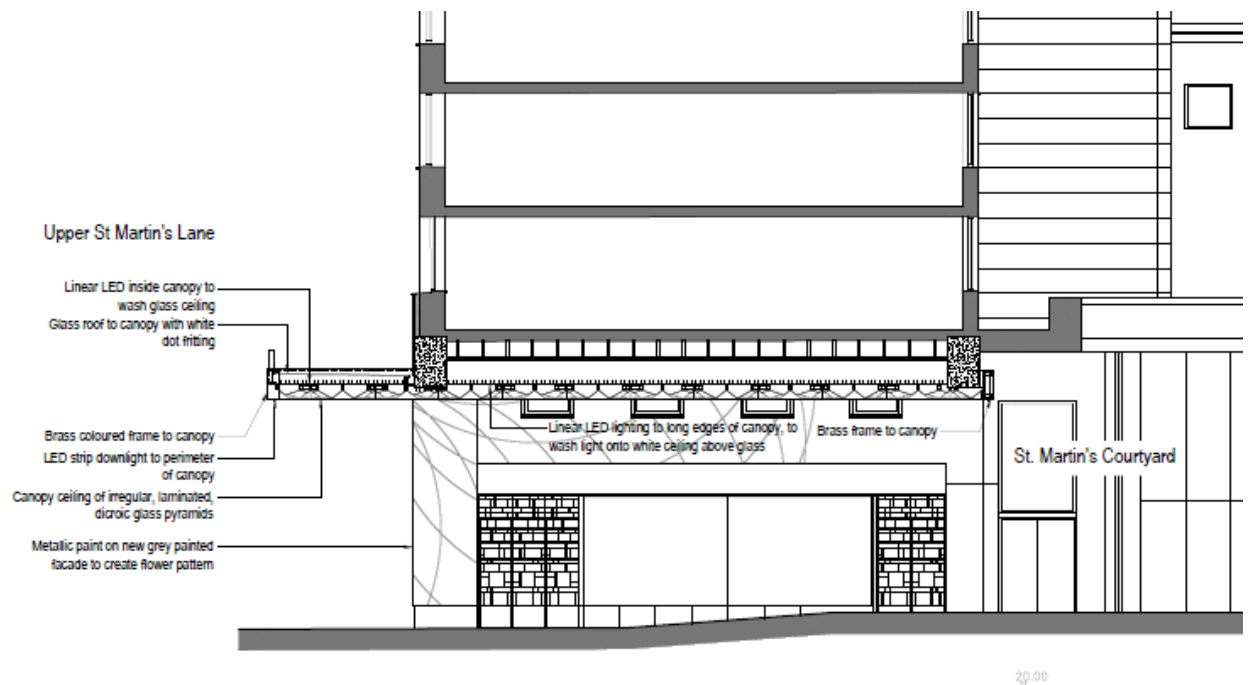 Upper St Martin's Lane
Linear LED inside canopy to
wash glass ceiling
Glass roof to canopy with white
dot fritting
Brass coloured frame to canopy
LED strip downlight to perimeter
of canopy
Canopy ceiling of irregular, laminated,
dicroic glass pyramids
Metallic paint on new grey painted
facade to create flower pattern
Linear LED lighting to long edges of canopy, to
wash light onto white ceiling above glass
Brass frame to canopy
St. Martin's Courtyard
20.00